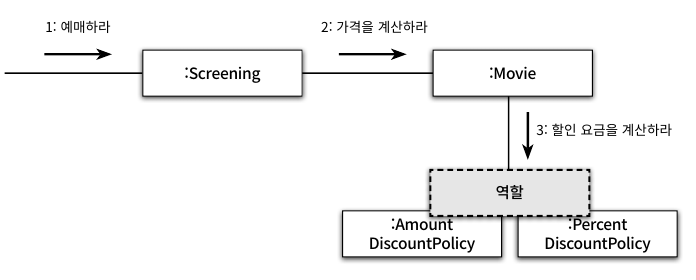 1: 예매하라
2: 가격을 계산하라
:Screening
:Movie
3: 할인 요금을 계산하라
역할
:Amount
DiscountPolicy
:Percent
DiscountPolicy